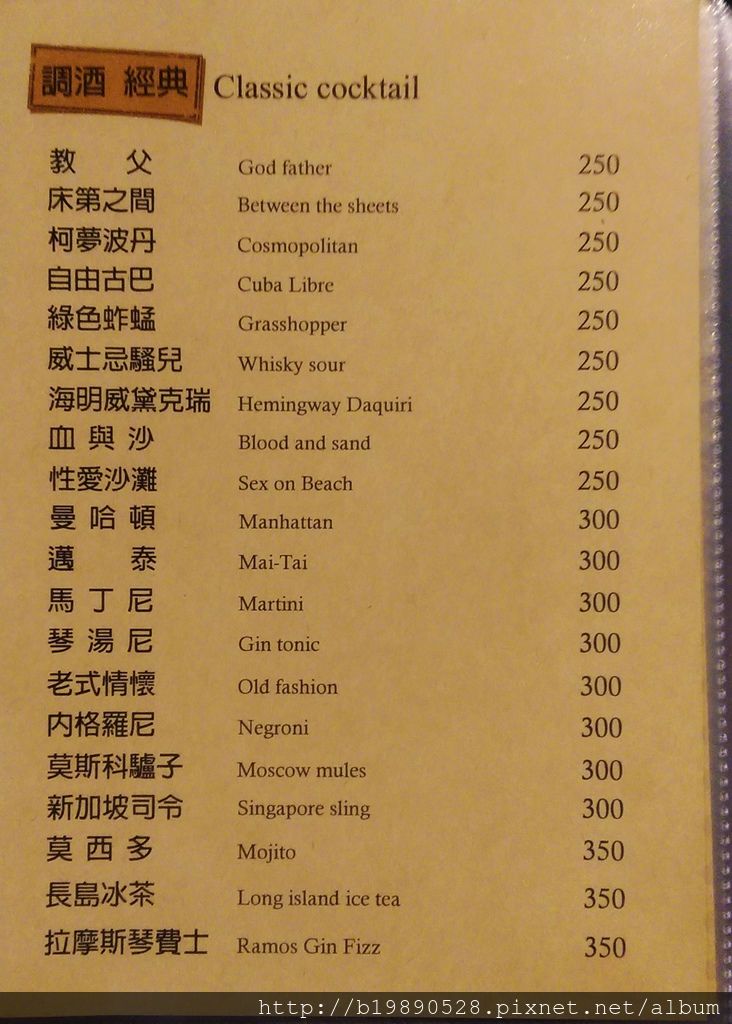 調酒 經典 Classic cocktail
教 父 God father 250
床第之間 Between the sheets 250
柯夢波丹 Cosmopolitan 250
自由古巴 Cuba Libre 250
綠色蚱蜢 Grasshopper 250
威士忌騷兒 Whisky sour 250
海明威黛克瑞 Hemingway Daquiri 250
血 與 沙 Blood and sand 250
性愛沙灘 Sex on Beach 250
曼 哈 頓 Manhattan 300
邁 泰 Mai-Tai 300
馬 丁 尼 Martini 300
琴 湯 尼 Gin tonic 300
老式情懷 Old fashion 300
內格羅尼 Negroni 300
莫斯科驢子 Moscow mules 300
新加坡司令 Singapore sling 300
莫 西 多 Mojito 350
長島冰茶 Long island ice tea 350
拉摩斯琴費士 Ramos Gin Fizz 350
http://b19890528.pixnet.net/album